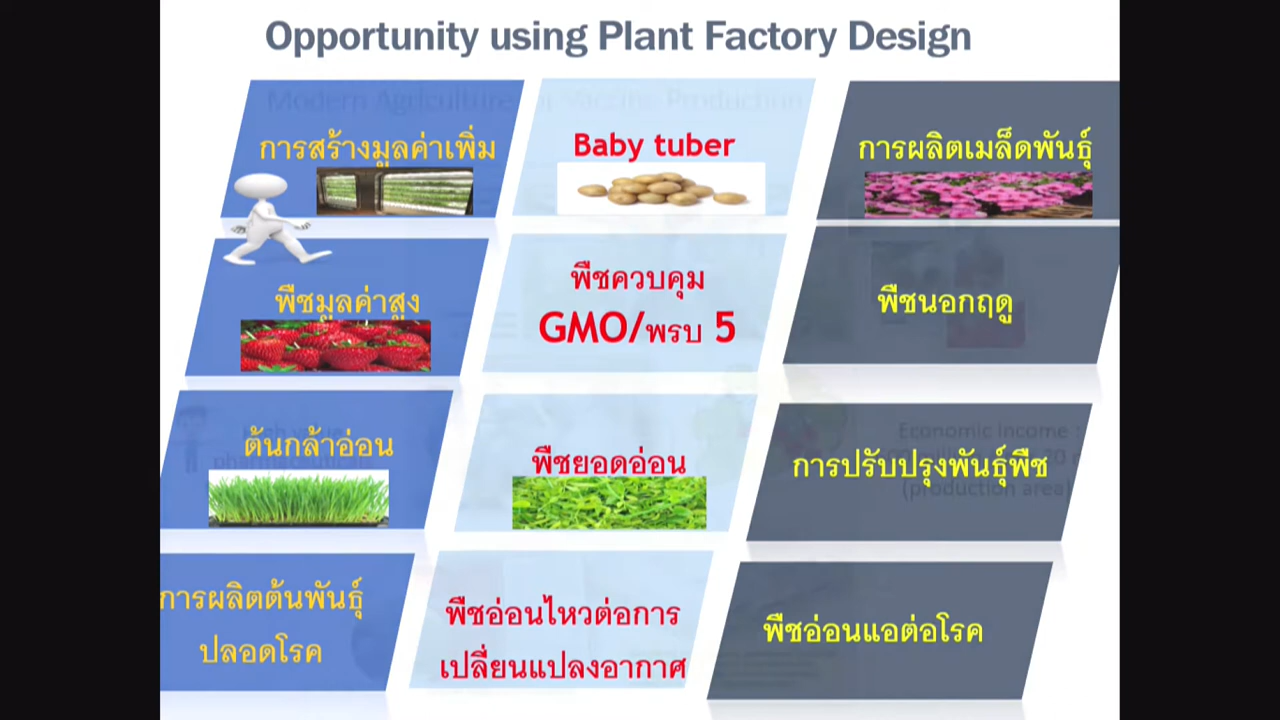 Opportunity using Plant Factory Design
Modern Agriculture
Production
การสร้างมูลค่าเพิ่ม
Baby tuber
การผลิตเมล็ดพันธุ์
พืชมูลค่าสูง
พืชควบคุม
GMO/พรบ 5
พืชนอกฤดู
ต้นกล้าอ่อน
พืชยอดอ่อน
การปรับปรุงพันธุ์พืช
Economic income :
(production area)
การผลิตต้นพันธุ์
ปลอดโรค
พืชอ่อนไหวต่อการ
เปลี่ยนแปลงอากาศ
พืชอ่อนแอต่อโรค